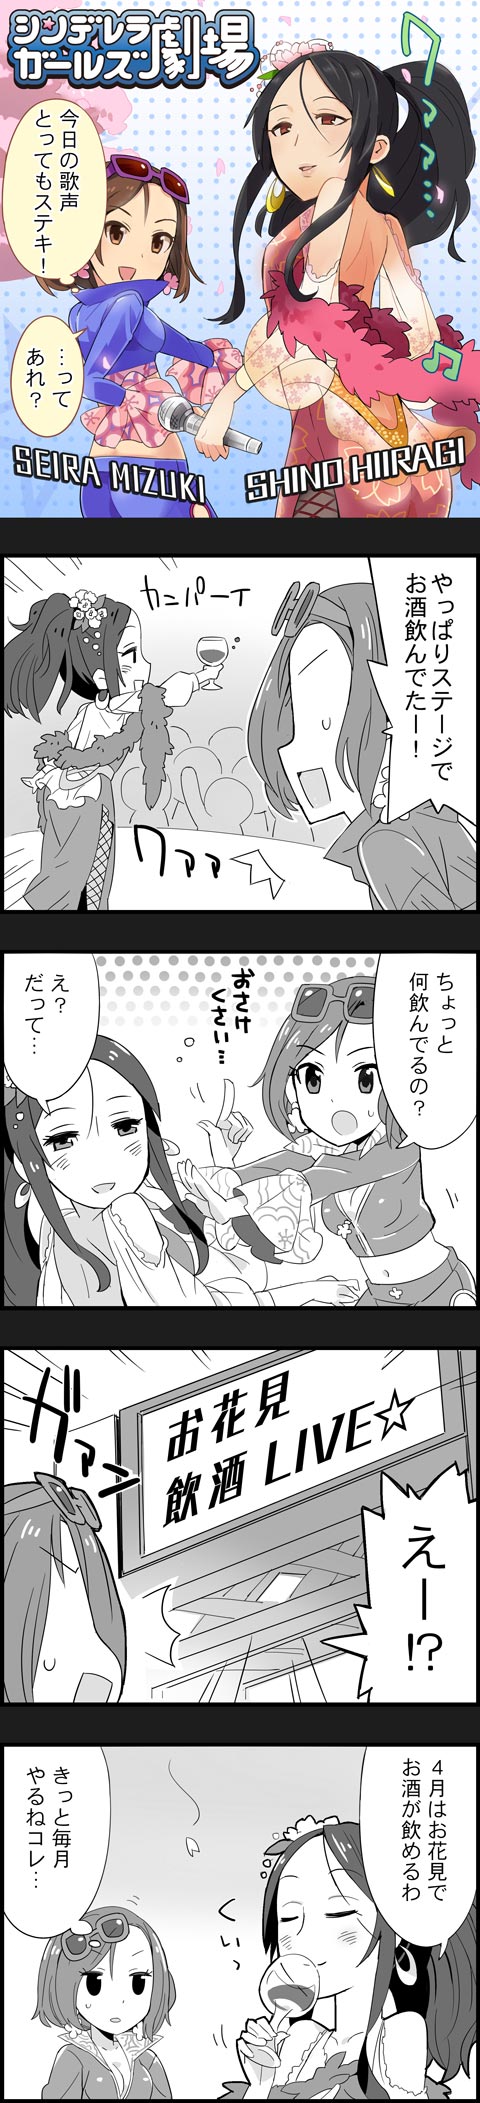 シンデレラ
ガールズ劇場
ワァァ…
今日の歌声
とってもステキ!
…って
あれ?
SEIRA MIZUKI
SHINO HIIRAGI
やっぱりステージで
お酒飲んでたー!
カンパーイ
ワァァァ
ちょっと
何飲んでるの?
おさけ
くさい…
え?
だって…
ガァァン
お花見
飲酒 LIVE☆
えー!?
4月はお花見で
お酒が飲めるわ
くいっ
きっと毎月
やるねコレ…